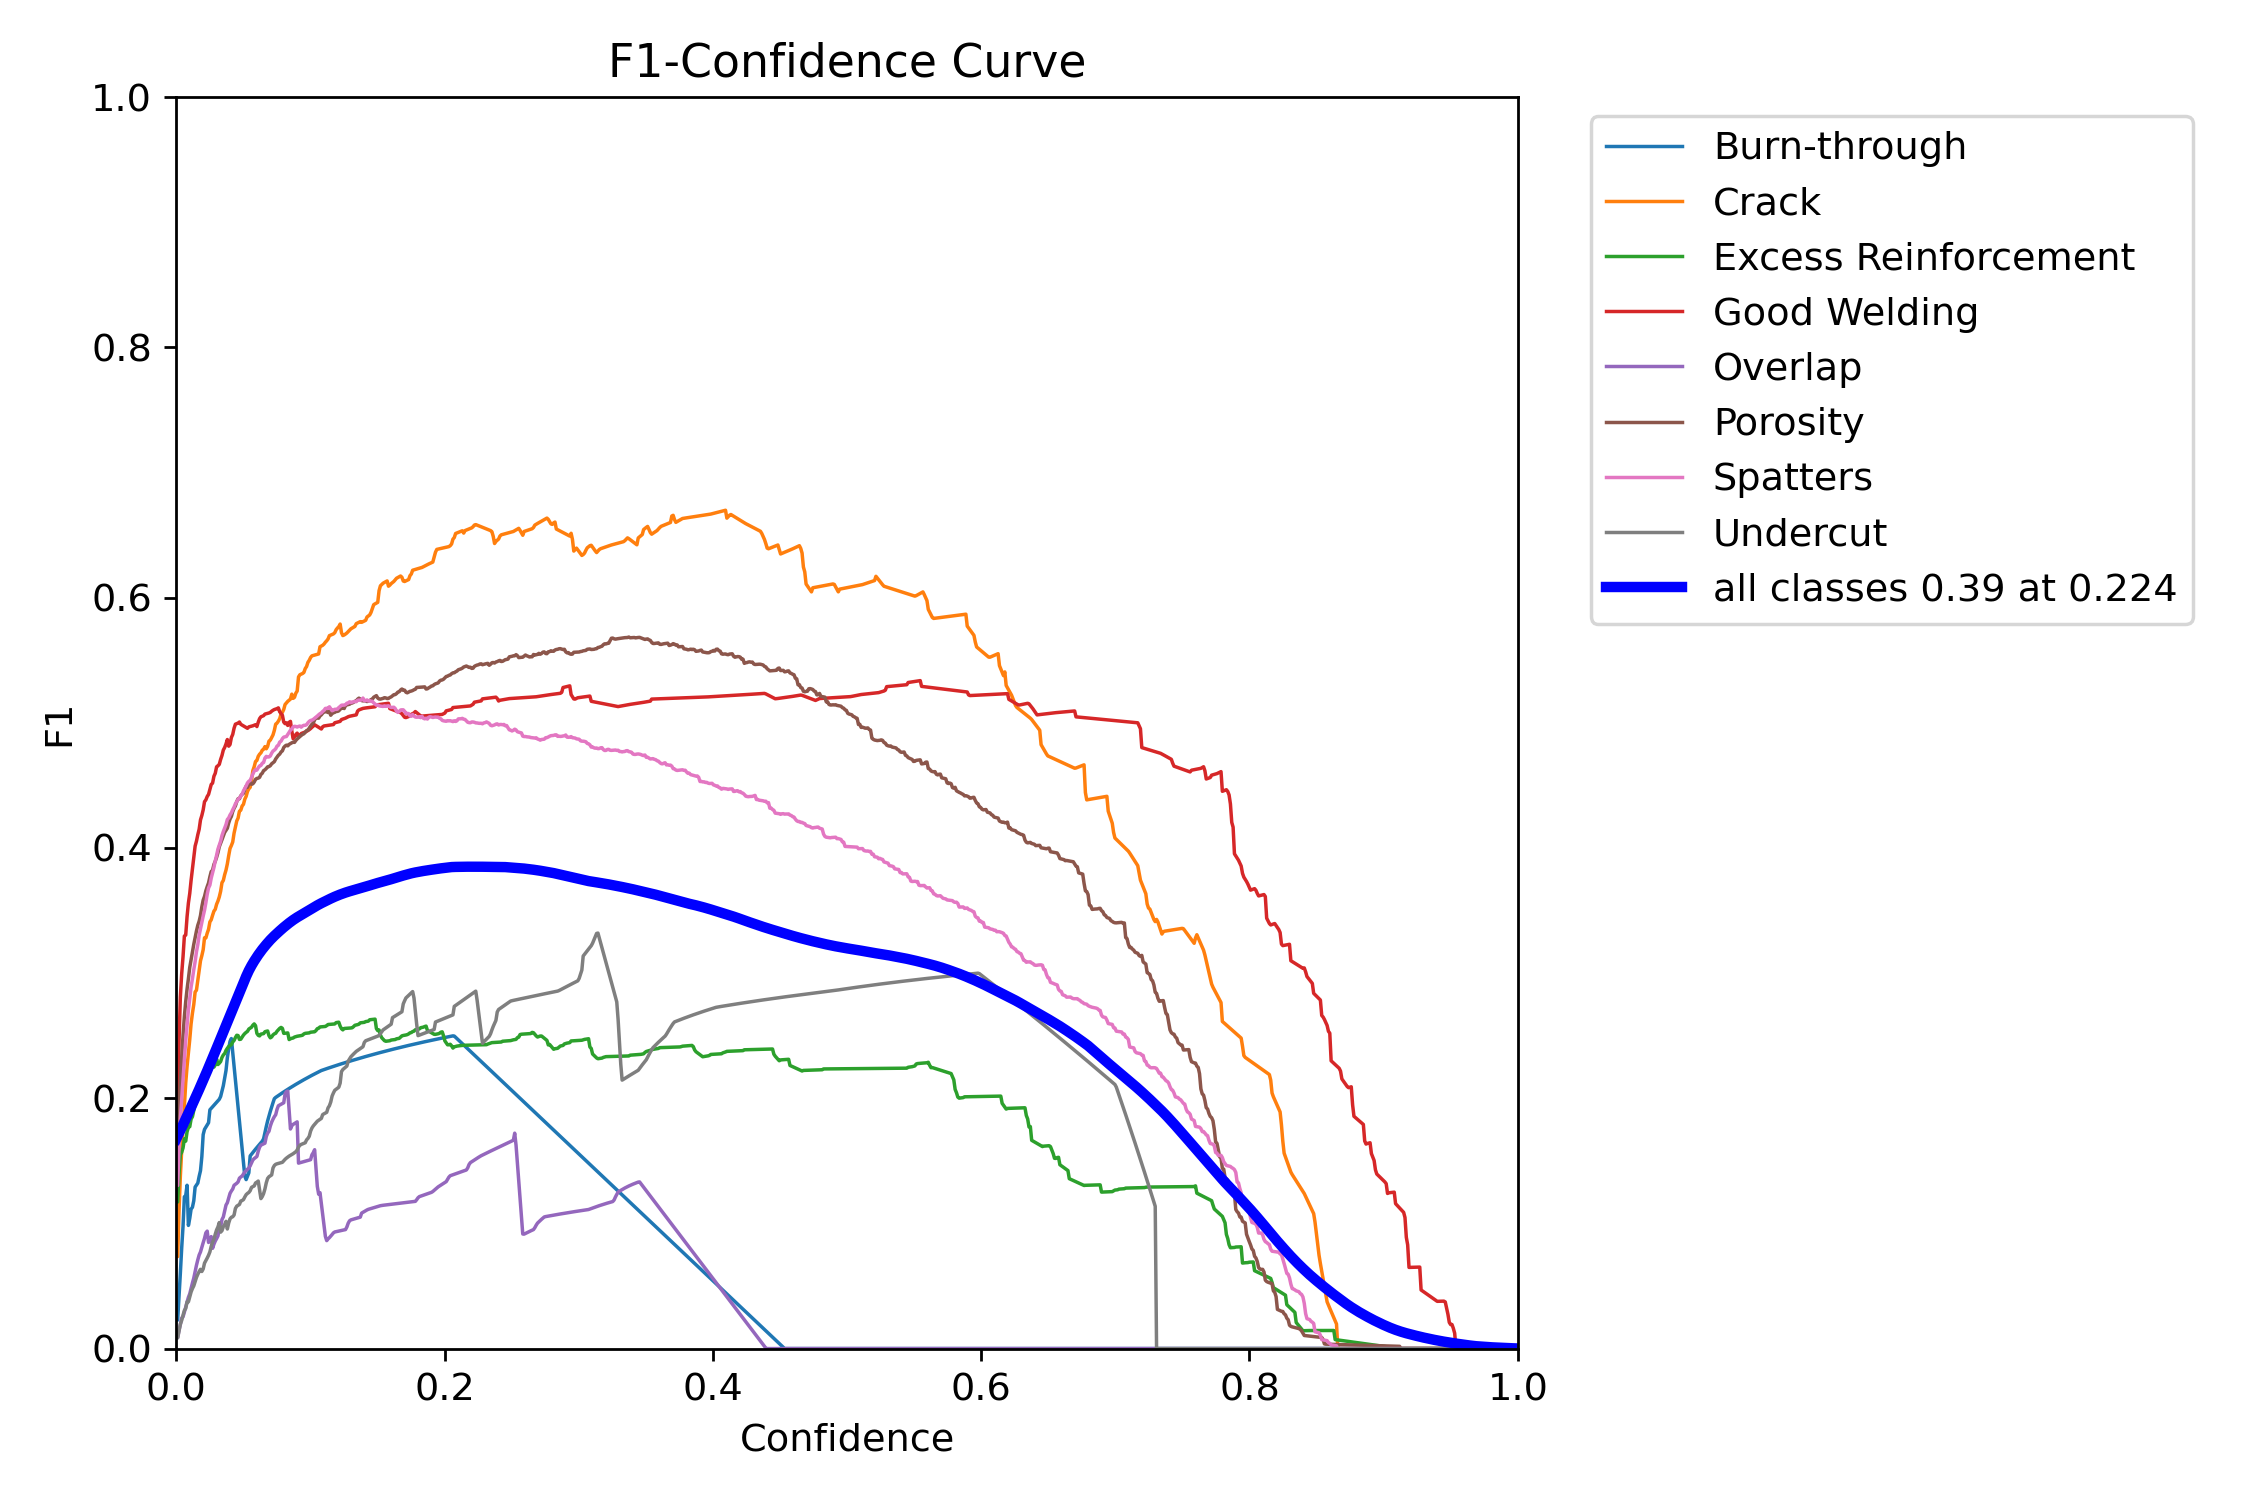 F1-Confidence Curve
1.0
0.8
0.6
0.4
0.2
0.0
F1
0.0 0.2 0.4 0.6 0.8 1.0
Confidence
Burn-through
Crack
Excess Reinforcement
Good Welding
Overlap
Porosity
Spatters
Undercut
all classes 0.39 at 0.224